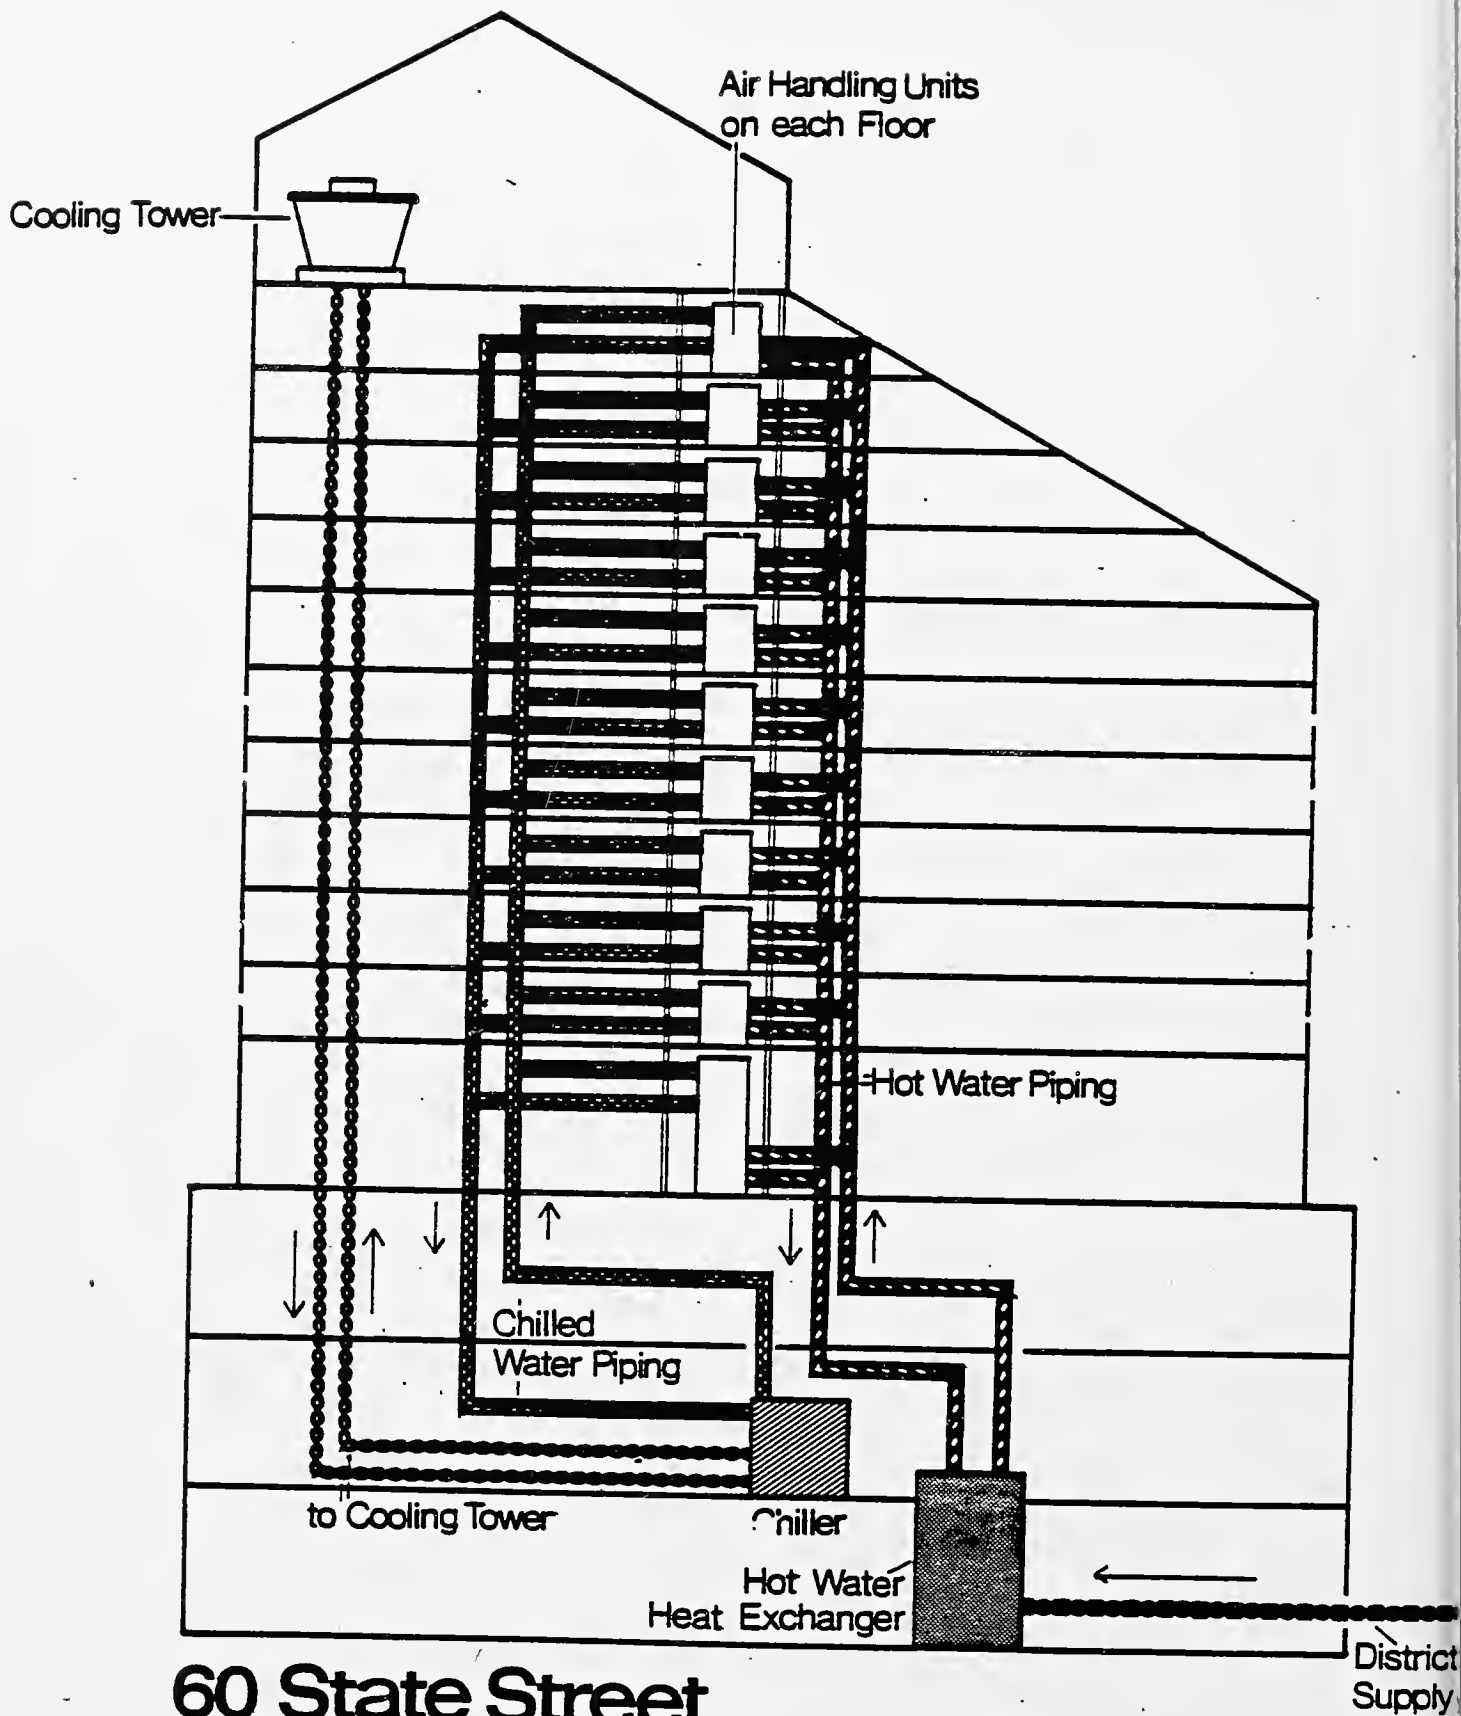 Air Handling Units
on each Floor
Cooling Tower
Hot Water Piping
Chilled
Water Piping
to Cooling Tower
Chiller
Hot Water
Heat Exchanger
District
Supply
60 State Street